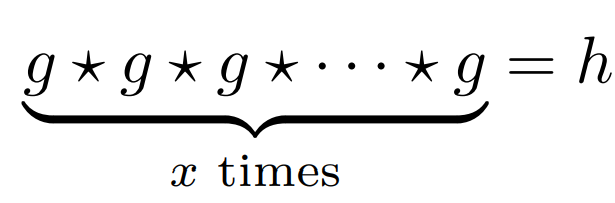 g ⋆ g ⋆ g ⋆ ⋯ ⋆ g = h
x times